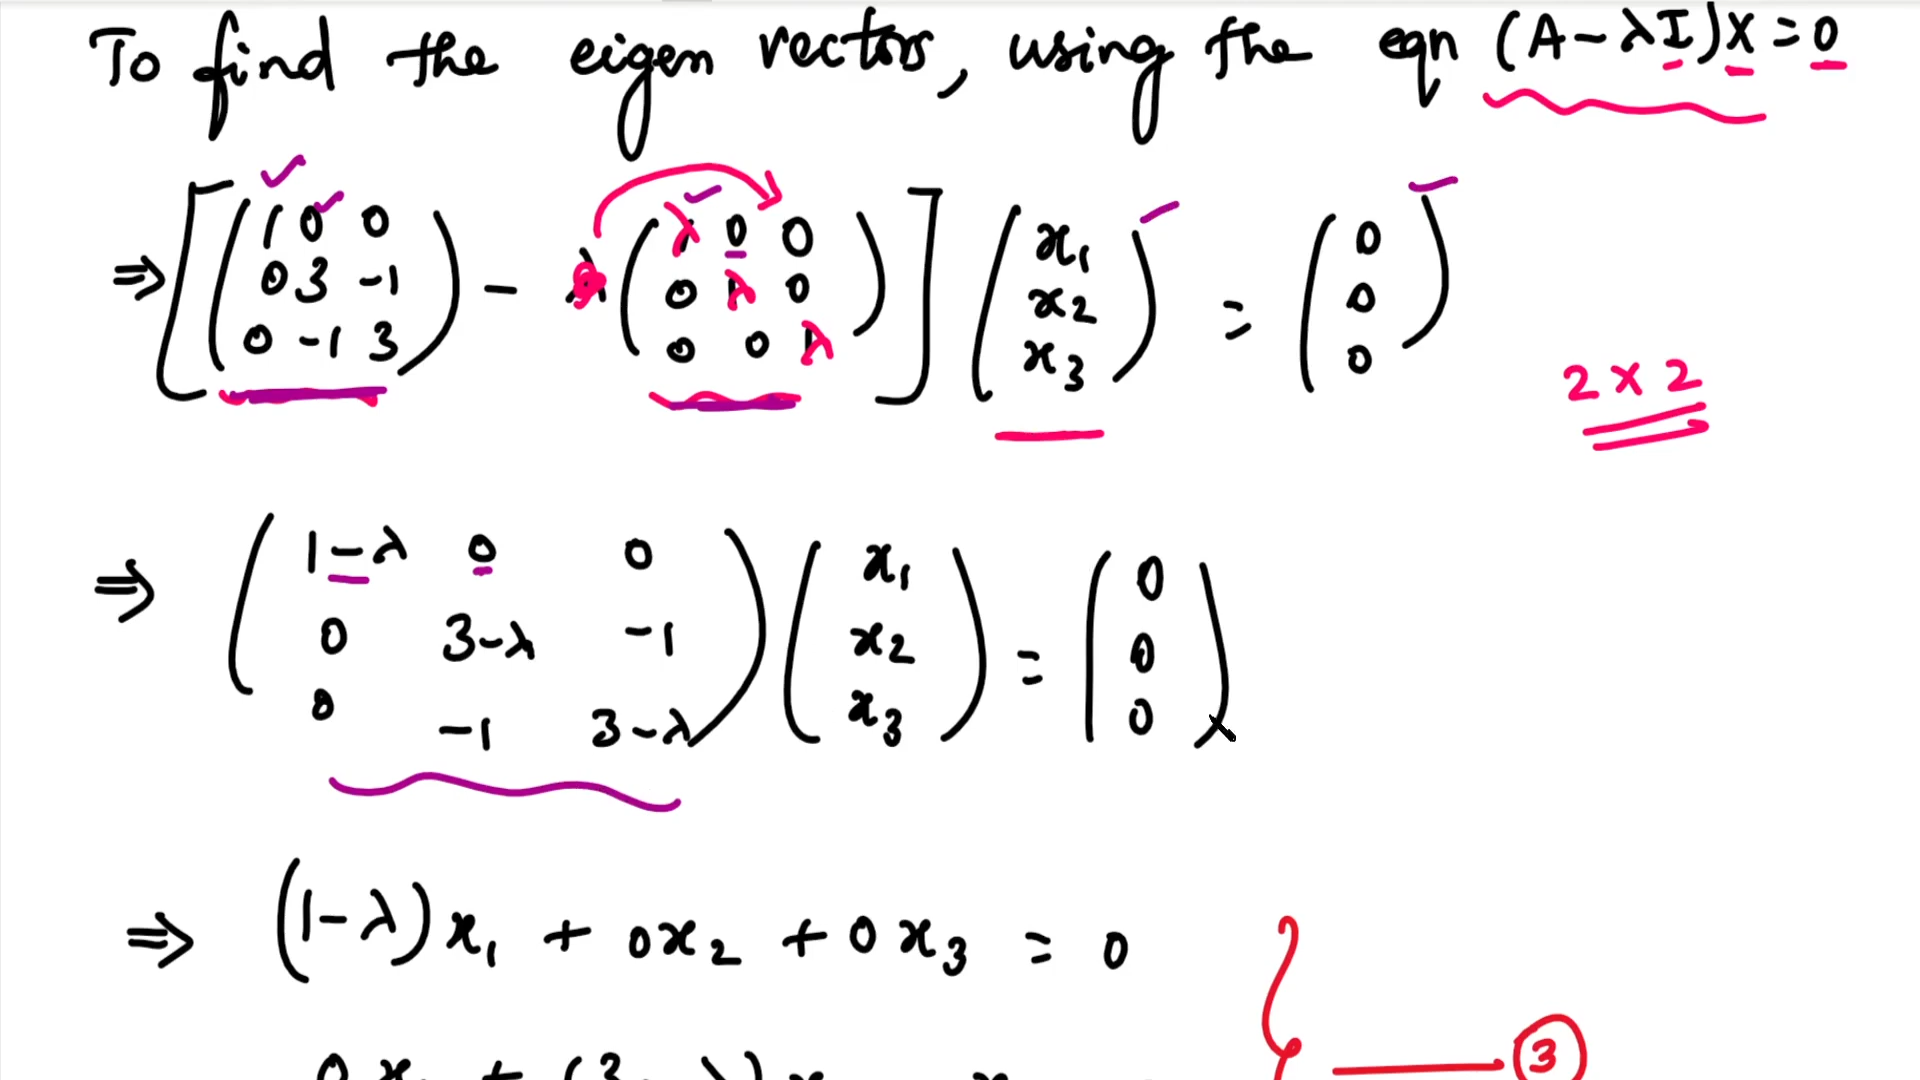 To find the eigen vectors, using the eqn (A-λI)X=0
⇒ [(1 0 0 - (λ 0 0 )] (x1 = (0
0 3 -1 0 λ 0 x2 0
0 -1 3) 0 0 λ x3) 0)
2 x 2
⇒ (1-λ 0 0 (x1 (0
0 3-λ -1 x2 = 0
0 -1 3-λ) x3) 0)
⇒ (1-λ)x1 + 0x2 + 0x3 = 0
3